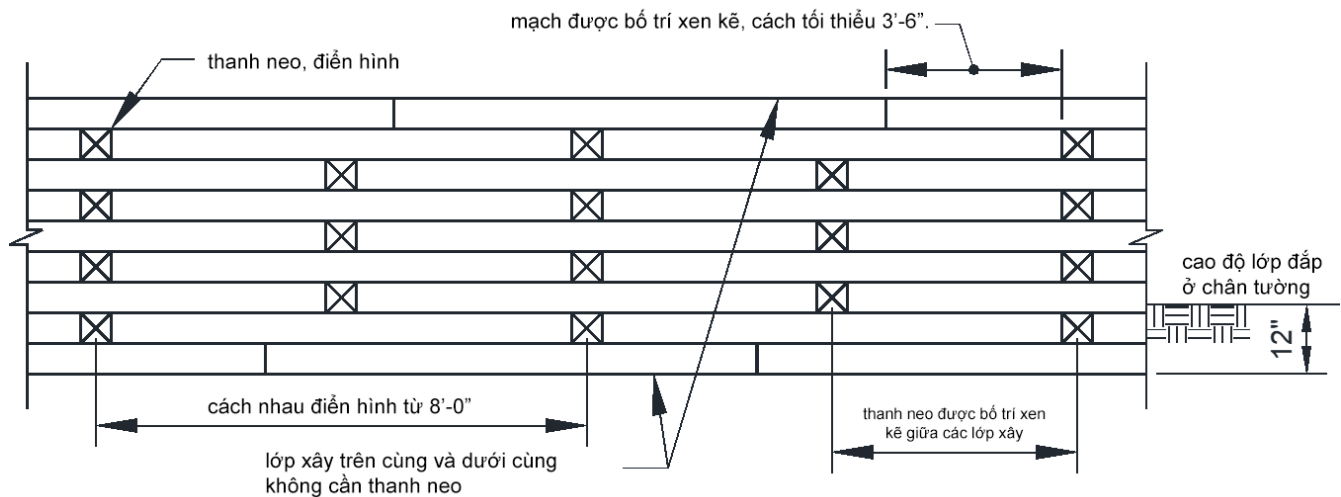 mạch được bố trí xen kẽ, cách tối thiểu 3’-6”.
thanh neo, điển hình
cao độ lớp đắp
ở chân tường
12"
cách nhau điển hình từ 8’-0”
thanh neo được bố trí xen
kẽ giữa các lớp xây
lớp xây trên cùng và dưới cùng
không cần thanh neo